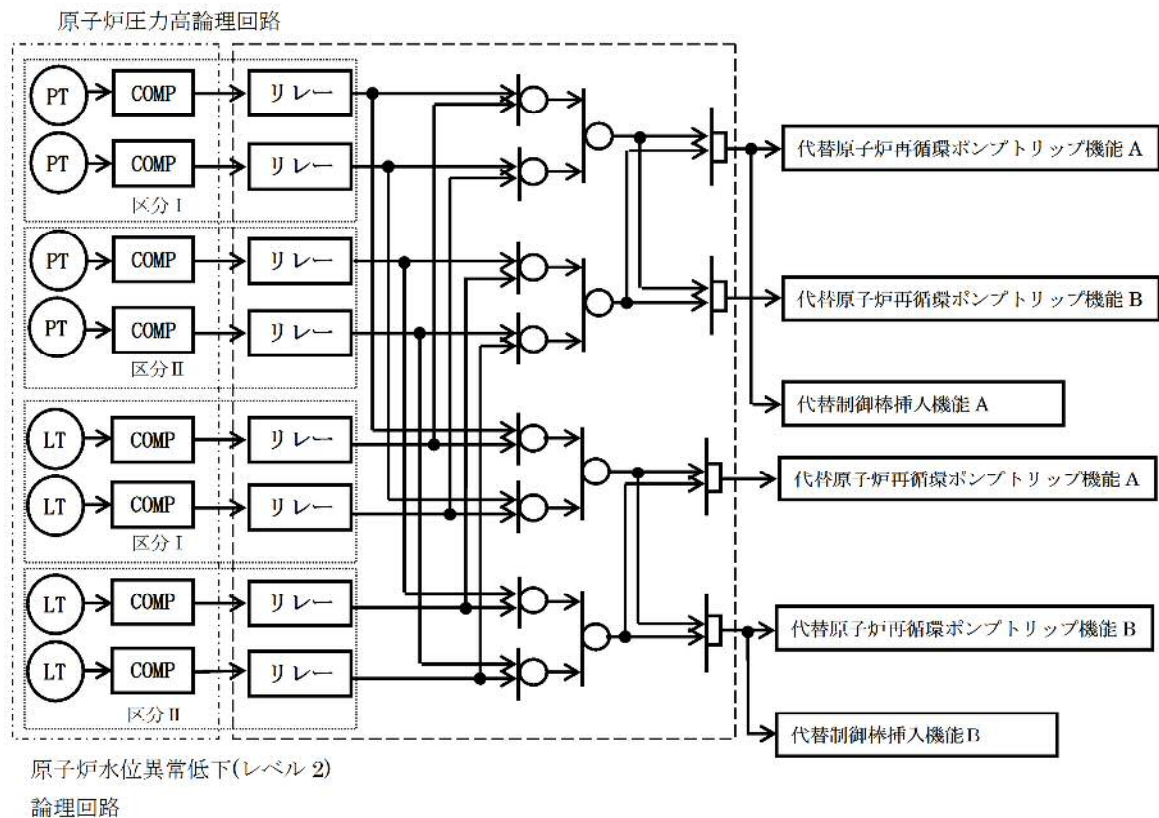 原子炉圧力高論理回路
PT COMP リレー
PT COMP リレー
区分Ⅰ
PT COMP リレー
PT COMP リレー
区分Ⅱ
LT COMP リレー
LT COMP リレー
区分Ⅰ
LT COMP リレー
LT COMP リレー
区分Ⅱ
代替原子炉再循環ポンプトリップ機能 A
代替原子炉再循環ポンプトリップ機能 B
代替制御棒挿入機能 A
代替原子炉再循環ポンプトリップ機能 A
代替原子炉再循環ポンプトリップ機能 B
代替制御棒挿入機能 B
原子炉水位異常低下(レベル 2)
論理回路